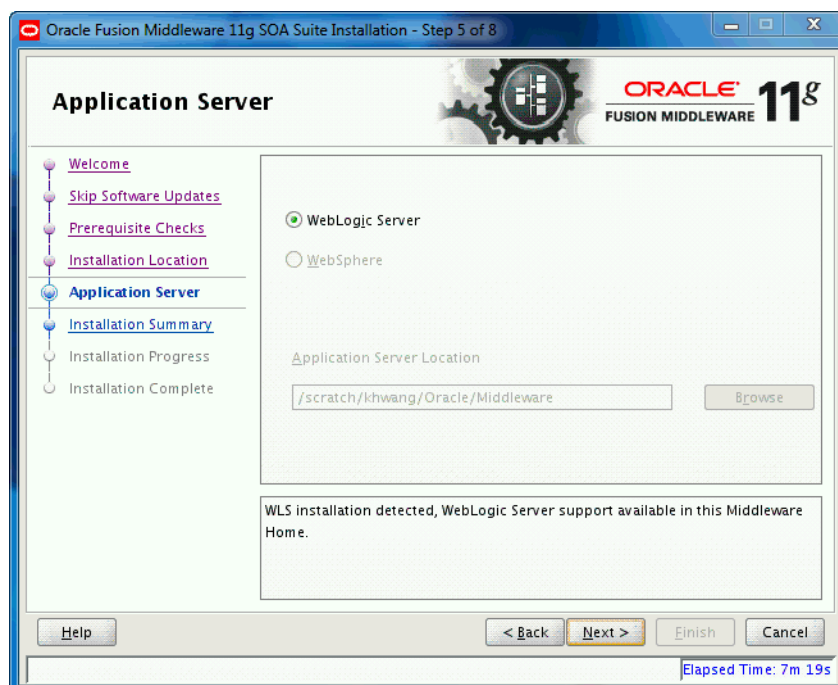 Oracle Fusion Middleware 11g SOA Suite Installation - Step 5 of 8
Application Server
ORACLE
FUSION MIDDLEWARE 11g
Welcome
Skip Software Updates
Prerequisite Checks
Installation Location
Application Server
Installation Summary
Installation Progress
Installation Complete
WebLogic Server
WebSphere
Application Server Location
/scratch/khwang/Oracle/Middleware
Browse
WLS installation detected, WebLogic Server support available in this Middleware
Home.
Help
< Back
Next >
Finish
Cancel
Elapsed Time: 7m 19s